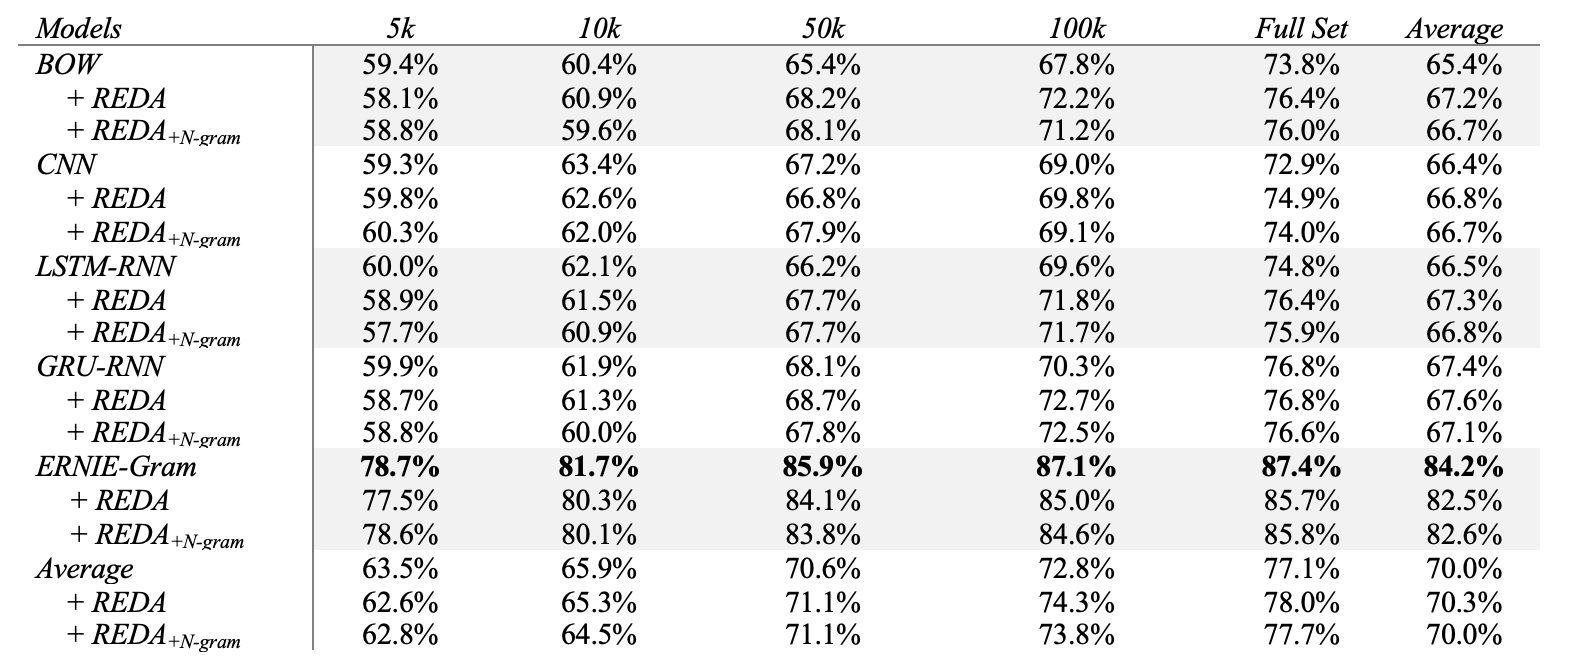 Models 5k 10k 50k 100k Full Set Average
BOW 59.4% 60.4% 65.4% 67.8% 73.8% 65.4%
+ REDA 58.1% 60.9% 68.2% 72.2% 76.4% 67.2%
+ REDA+N-gram 58.8% 59.6% 68.1% 71.2% 76.0% 66.7%
CNN 59.3% 63.4% 67.2% 69.0% 72.9% 66.4%
+ REDA 59.8% 62.6% 66.8% 69.8% 74.9% 66.8%
+ REDA+N-gram 60.3% 62.0% 67.9% 69.1% 74.0% 66.7%
LSTM-RNN 60.0% 62.1% 66.2% 69.6% 74.8% 66.5%
+ REDA 58.9% 61.5% 67.7% 71.8% 76.4% 67.3%
+ REDA+N-gram 57.7% 60.9% 67.7% 71.7% 75.9% 66.8%
GRU-RNN 59.9% 61.9% 68.1% 70.3% 76.8% 67.4%
+ REDA 58.7% 61.3% 68.7% 72.7% 76.8% 67.6%
+ REDA+N-gram 58.8% 60.0% 67.8% 72.5% 76.6% 67.1%
ERNIE-Gram 78.7% 81.7% 85.9% 87.1% 87.4% 84.2%
+ REDA 77.5% 80.3% 84.1% 85.0% 85.7% 82.5%
+ REDA+N-gram 78.6% 80.1% 83.8% 84.6% 85.8% 82.6%
Average 63.5% 65.9% 70.6% 72.8% 77.1% 70.0%
+ REDA 62.6% 65.3% 71.1% 74.3% 78.0% 70.3%
+ REDA+N-gram 62.8% 64.5% 71.1% 73.8% 77.7% 70.0%